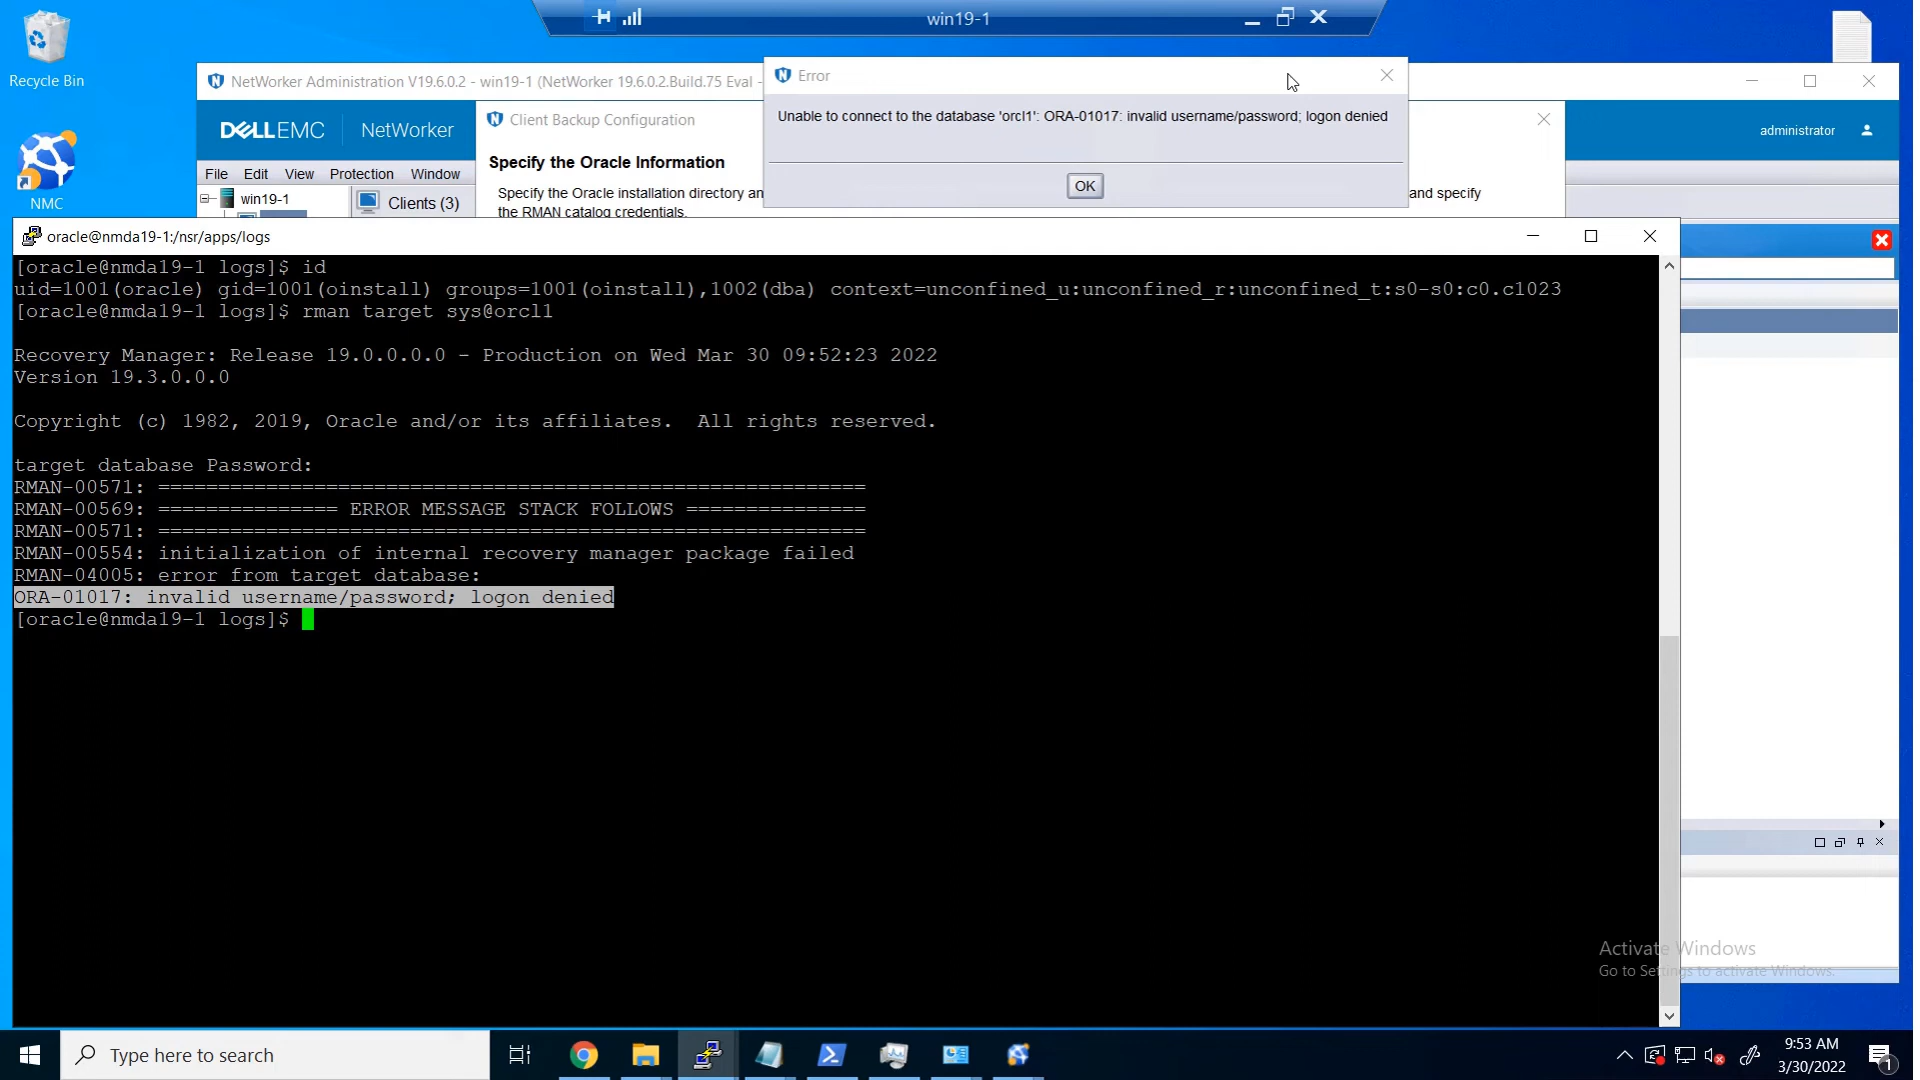 win19-1
Recycle Bin
NMC
NetWorker Administration V19.6.0.2 - win19-1 (NetWorker 19.6.0.2.Build.75 Eval -
DELLEMC NetWorker
administrator
File Edit View Protection Window
win19-1
Clients (3)
Client Backup Configuration
Specify the Oracle Information
Specify the Oracle installation directory an
and specify
the RMAN catalog credentials.
Error
Unable to connect to the database 'orcl1': ORA-01017: invalid username/password; logon denied
OK
oracle@nmda19-1:/nsr/apps/logs
[oracle@nmda19-1 logs]$ id
uid=1001(oracle) gid=1001(oinstall) groups=1001(oinstall),1002(dba) context=unconfined_u:unconfined_r:unconfined_t:s0-s0:c0.c1023
[oracle@nmda19-1 logs]$ rman target sys@orcl1
Recovery Manager: Release 19.0.0.0.0 - Production on Wed Mar 30 09:52:23 2022
Version 19.3.0.0.0
Copyright (c) 1982, 2019, Oracle and/or its affiliates.  All rights reserved.
target database Password:
RMAN-00571: ===========================================================
RMAN-00569: =============== ERROR MESSAGE STACK FOLLOWS ===============
RMAN-00571: ===========================================================
RMAN-00554: initialization of internal recovery manager package failed
RMAN-04005: error from target database:
ORA-01017: invalid username/password; logon denied
[oracle@nmda19-1 logs]$
Activate Windows
Go to Settings to activate Windows.
Type here to search
9:53 AM
3/30/2022
1